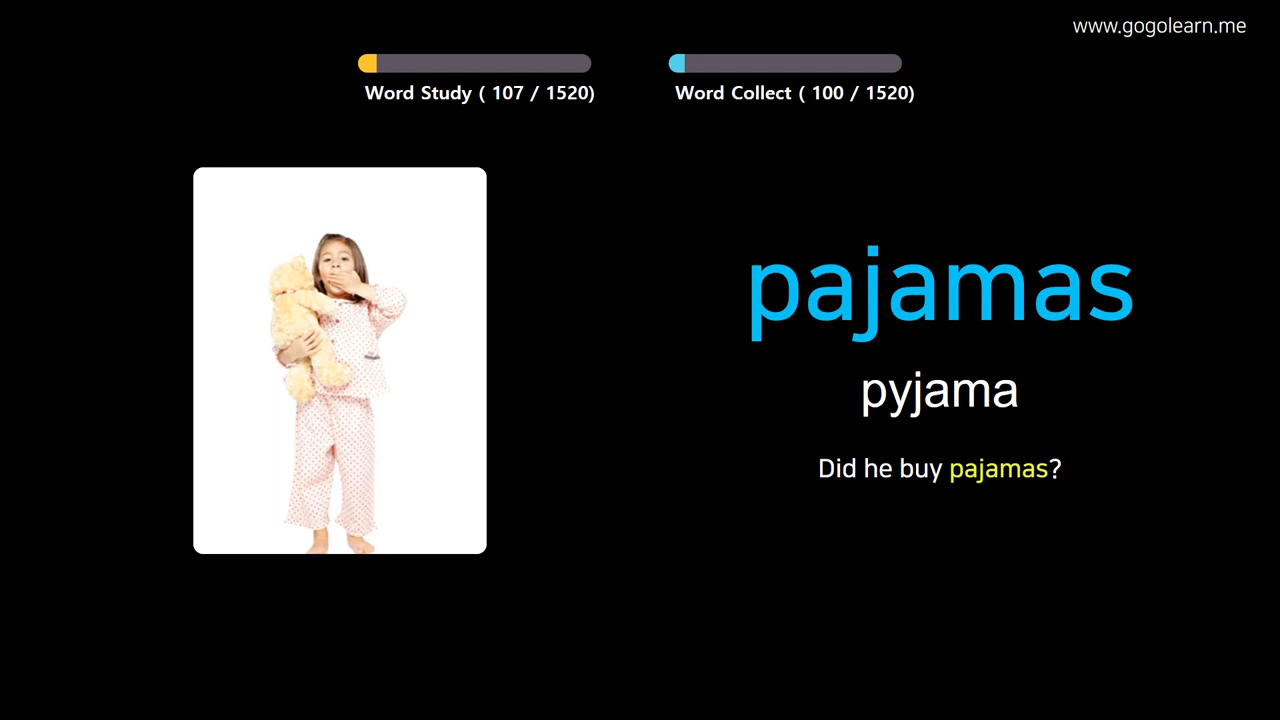 www.gogolearn.me
Word Study ( 107 / 1520)
Word Collect ( 100 / 1520)
pajamas
pyjama
Did he buy pajamas?